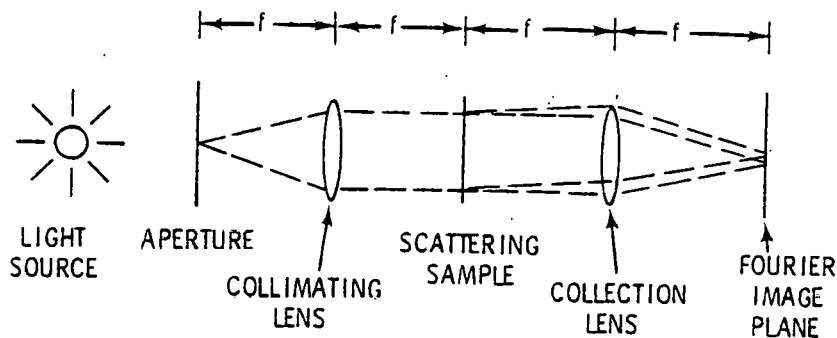 f f f f
LIGHT
SOURCE
APERTURE
COLLIMATING
LENS
SCATTERING
SAMPLE
COLLECTION
LENS
FOURIER
IMAGE
PLANE